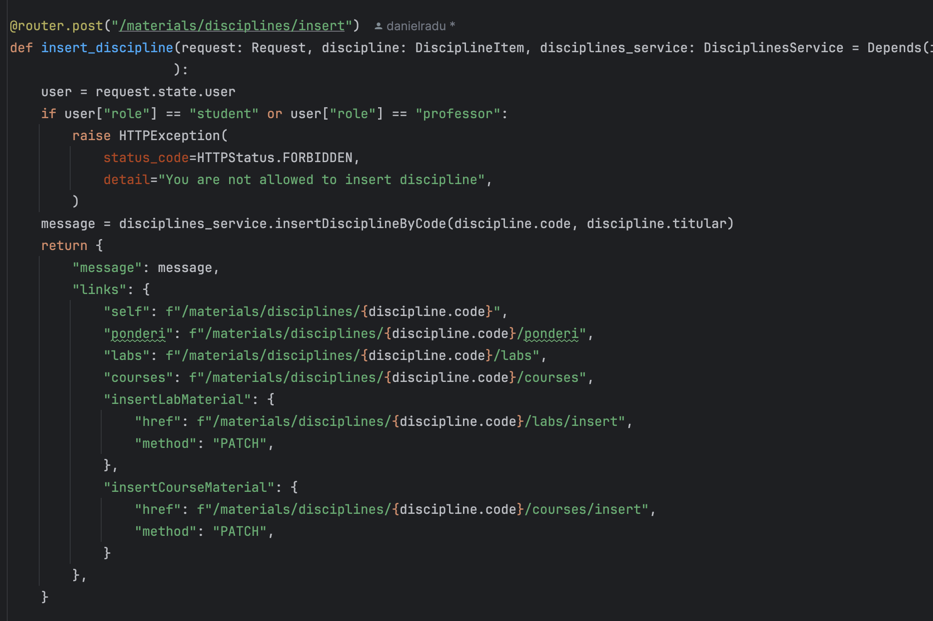 @router.post("/materials/disciplines/insert") danielradu *
def insert_discipline(request: Request, discipline: DisciplineItem, disciplines_service: DisciplinesService = Depends(
):
user = request.state.user
if user["role"] == "student" or user["role"] == "professor":
raise HTTPException(
status_code=HTTPStatus.FORBIDDEN,
detail="You are not allowed to insert discipline",
)
message = disciplines_service.insertDisciplineByCode(discipline.code, discipline.titular)
return {
"message": message,
"links": {
"self": f"/materials/disciplines/{discipline.code}",
"ponderi": f"/materials/disciplines/{discipline.code}/ponderi",
"labs": f"/materials/disciplines/{discipline.code}/labs",
"courses": f"/materials/disciplines/{discipline.code}/courses",
"insertLabMaterial": {
"href": f"/materials/disciplines/{discipline.code}/labs/insert",
"method": "PATCH",
},
"insertCourseMaterial": {
"href": f"/materials/disciplines/{discipline.code}/courses/insert",
"method": "PATCH",
}
},
}